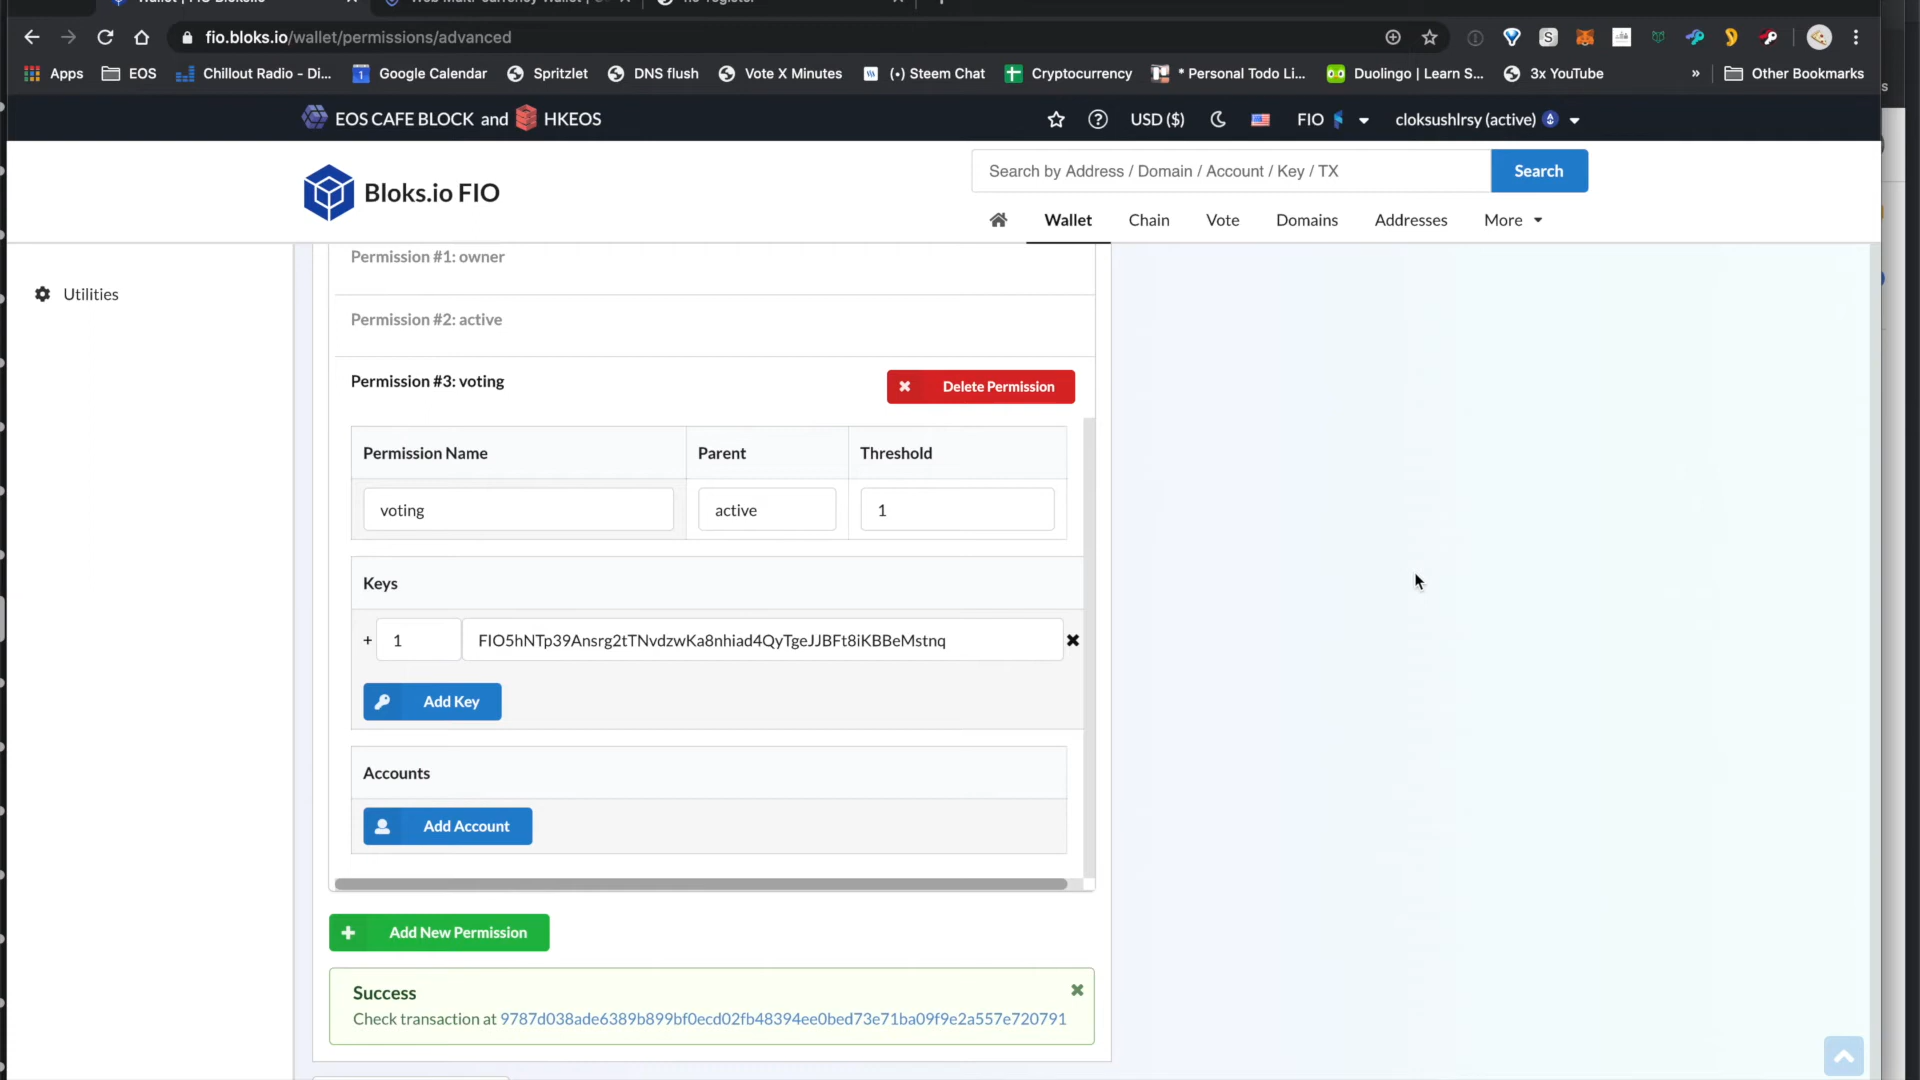 fio.bloks.io/wallet/permissions/advanced
Apps EOS Chillout Radio - Di... Google Calendar Spritzlet DNS flush Vote X Minutes (•) Steem Chat Cryptocurrency * Personal Todo Li... Duolingo | Learn S... 3x YouTube » Other Bookmarks
EOS CAFE BLOCK and HKEOS USD ($) FIO cloksushlrsy (active)
Bloks.io FIO
Search by Address / Domain / Account / Key / TX Search
Wallet Chain Vote Domains Addresses More
Utilities
Permission #1: owner
Permission #2: active
Permission #3: voting
Delete Permission
Permission Name Parent Threshold
voting active 1
Keys
+ 1 FIO5hNTp39Ansrg2tTNvdzwKa8nhiad4QyTgeJJBFt8iKBBeMstnq
Add Key
Accounts
Add Account
Add New Permission
Success
Check transaction at 9787d038ade6389b899bf0ecd02fb48394ee0bed73e71ba09f9e2a557e720791